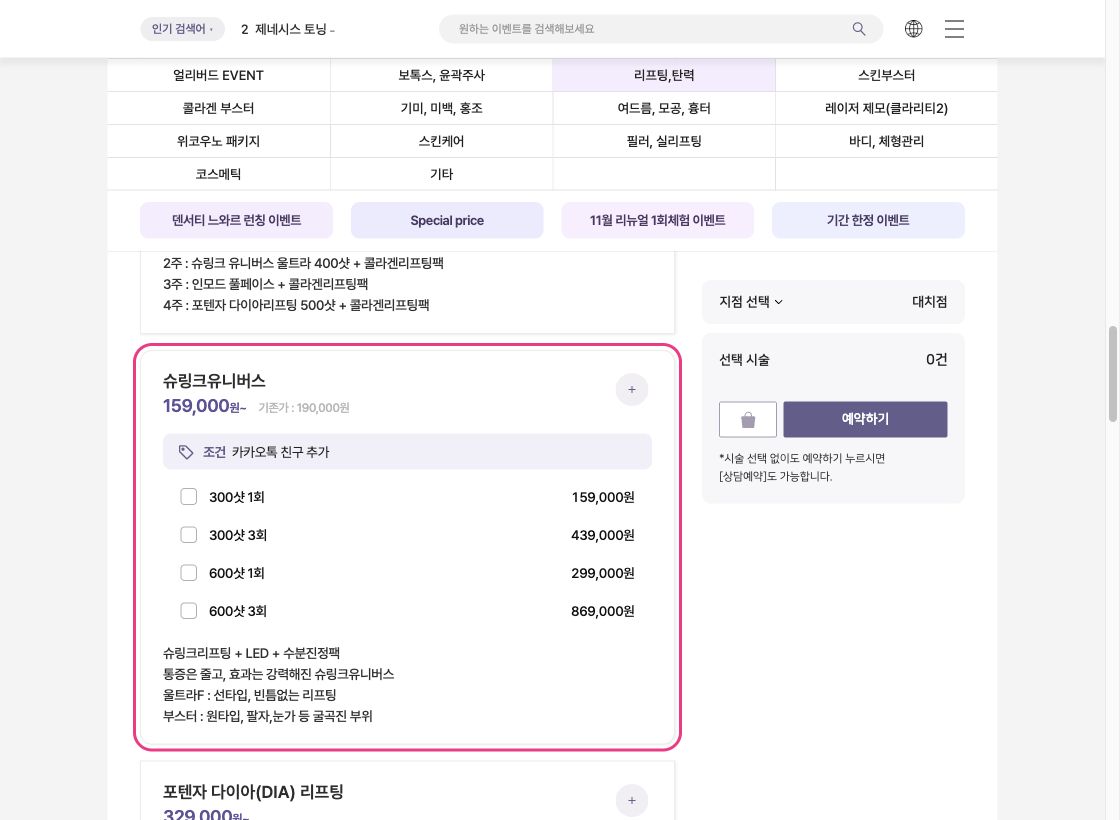 인기 검색어
2 제네시스 토닝 -
원하는 이벤트를 검색해보세요
얼리버드 EVENT
보톡스, 윤곽주사
리프팅,탄력
스킨부스터
콜라겐 부스터
기미, 미백, 홍조
여드름, 모공, 흉터
레이저 제모(클라리티2)
위코우노 패키지
스킨케어
필러, 실리프팅
바디, 체형관리
코스메틱
기타
덴서티 느와르 런칭 이벤트
Special price
11월 리뉴얼 1회체험 이벤트
기간 한정 이벤트
2주 : 슈링크 유니버스 울트라 400샷 + 콜라겐리프팅팩
3주 : 인모드 풀페이스 + 콜라겐리프팅팩
4주 : 포텐자 다이아리프팅 500샷 + 콜라겐리프팅팩
지점 선택
대치점
선택 시술
0건
예약하기
*시술 선택 없이도 예약하기 누르시면
[상담예약]도 가능합니다.
슈링크유니버스
+
159,000원~ 기존가 : 190,000원
조건 카카오톡 친구 추가
300샷 1회 159,000원
300샷 3회 439,000원
600샷 1회 299,000원
600샷 3회 869,000원
슈링크리프팅 + LED + 수분진정팩
통증은 줄고, 효과는 강력해진 슈링크유니버스
울트라F : 선타입, 빈틈없는 리프팅
부스터 : 원타입, 팔자,눈가 등 굴곡진 부위
포텐자 다이아(DIA) 리프팅
+
329,000원~